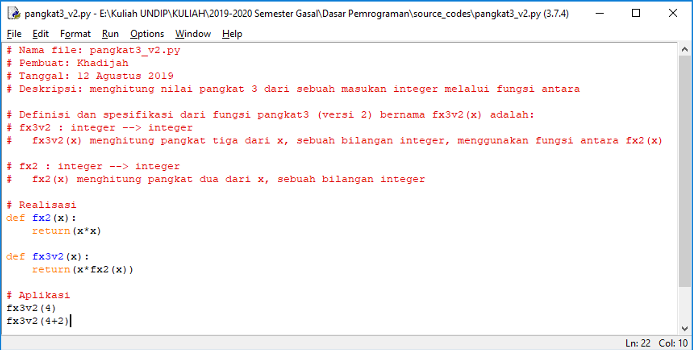 pangkat3_v2.py - E:\Kuliah UNDIP\KULIAH\2019-2020 Semester Gasal\Dasar Pemrograman\source_codes\pangkat3_v2.py (3.7.4)
File Edit Format Run Options Window Help
# Nama file: pangkat3_v2.py
# Pembuat: Khadijah
# Tanggal: 12 Agustus 2019
# Deskripsi: menghitung nilai pangkat 3 dari sebuah masukan integer melalui fungsi antara
# Definisi dan spesifikasi dari fungsi pangkat3 (versi 2) bernama fx3v2(x) adalah:
# fx3v2 : integer --> integer
#   fx3v2(x) menghitung pangkat tiga dari x, sebuah bilangan integer, menggunakan fungsi antara fx2(x)
# fx2 : integer --> integer
#   fx2(x) menghitung pangkat dua dari x, sebuah bilangan integer
# Realisasi
def fx2(x):
    return(x*x)
def fx3v2(x):
    return(x*fx2(x))
# Aplikasi
fx3v2(4)
fx3v2(4+2)
Ln: 22 Col: 10